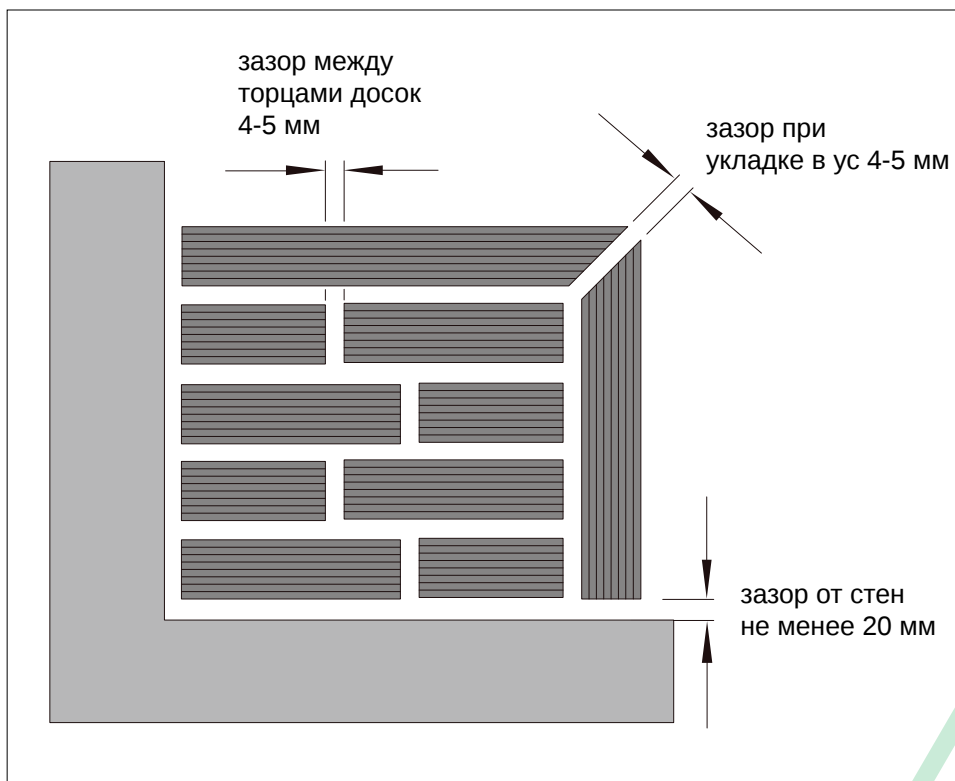 зазор между
торцами досок
4-5 мм
зазор при
укладке в ус 4-5 мм
зазор от стен
не менее 20 мм